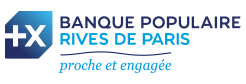 +X BANQUE POPULAIRE
RIVES DE PARIS
proche et engagée